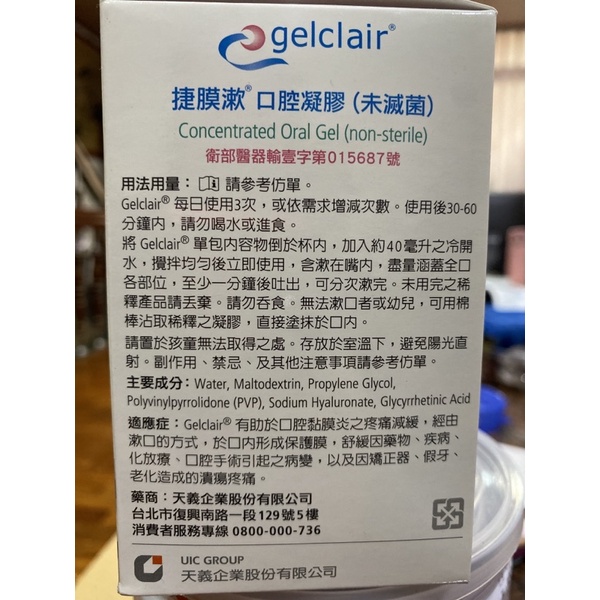 gelclair®
捷膜漱® 口腔凝膠 (未滅菌)
Concentrated Oral Gel (non-sterile)
衛部醫器輸壹字第015687號
用法用量： 請參考仿單。
Gelclair® 每日使用3次，或依需求增減次數。使用後30-60
分鐘內，請勿喝水或進食。
將 Gelclair® 單包內容物倒於杯內，加入約40毫升之冷開
水，攪拌均勻後立即使用，含漱在嘴內，盡量涵蓋全口
各部位，至少一分鐘後吐出，可分次漱完。未用完之稀
釋產品請丟棄。請勿吞食。無法漱口者或幼兒，可用棉
棒沾取稀釋之凝膠，直接塗抹於口內。
請置於孩童無法取得之處。存放於室溫下，避免陽光直
射。副作用、禁忌、及其他注意事項請參考仿單。
主要成分：Water, Maltodextrin, Propylene Glycol,
Polyvinylpyrrolidone (PVP), Sodium Hyaluronate, Glycyrrhetinic Acid
適應症：Gelclair® 有助於口腔黏膜炎之疼痛減緩，經由
漱口的方式，於口內形成保護膜，舒緩因藥物、疾病、
化放療、口腔手術引起之病變，以及因矯正器、假牙、
老化造成的潰瘍疼痛。
藥商：天義企業股份有限公司
台北市復興南路一段129號5樓
消費者服務專線 0800-000-736
UIC GROUP
天義企業股份有限公司